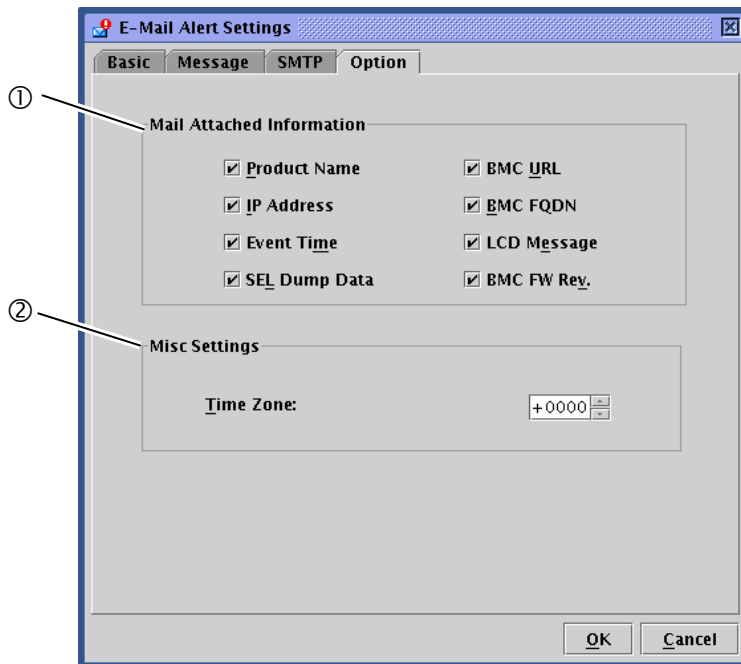 E-Mail Alert Settings
Basic Message SMTP Option
①
Mail Attached Information
Product Name BMC URL
IP Address BMC FQDN
Event Time LCD Message
SEL Dump Data BMC FW Rev.
②
Misc Settings
Time Zone: +0000
OK Cancel